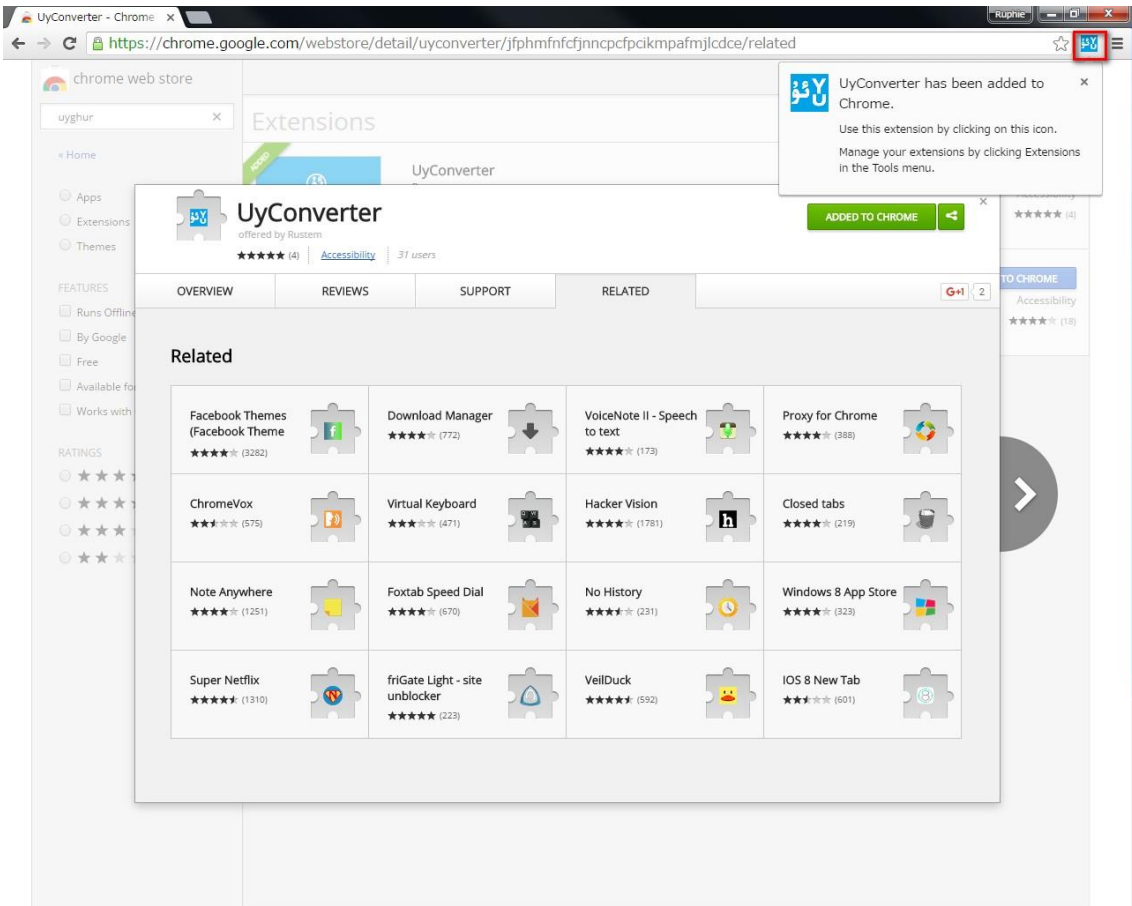 UyConverter - Chrome
Ruphie
https://chrome.google.com/webstore/detail/uyconverter/jfphmfnfcfjnncpcfpcikmpafmjlcdce/related
chrome web store
uyghur
Extensions
UyConverter has been added to
Chrome.
Use this extension by clicking on this icon.
Manage your extensions by clicking Extensions
in the Tools menu.
« Home
ADDED
UyConverter
Apps
Extensions
Themes
UyConverter
offered by Rustem
(4) Accessibility 31 users
ADDED TO CHROME
Accessibility
(4)
FEATURES
Runs Offline
By Google
Free
Available for
Works with
OVERVIEW REVIEWS SUPPORT RELATED
G+1 2
TO CHROME
Accessibility
(18)
RATINGS
Related
Facebook Themes
(Facebook Theme
(3282)
Download Manager
(772)
VoiceNote II - Speech
to text
(173)
Proxy for Chrome
(388)
ChromeVox
(575)
Virtual Keyboard
(471)
Hacker Vision
(1781)
Closed tabs
(219)
Note Anywhere
(1251)
Foxtab Speed Dial
(670)
No History
(231)
Windows 8 App Store
(323)
Super Netflix
(1310)
friGate Light - site
unblocker
(223)
VeilDuck
(592)
IOS 8 New Tab
(601)